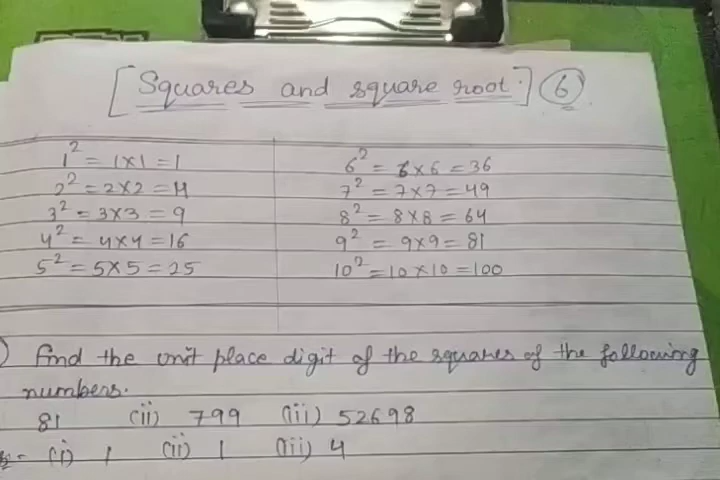 [Squares and square root.] 6
1² = 1×1 = 1
2² = 2×2 = 4
3² = 3×3 = 9
4² = 4×4 = 16
5² = 5×5 = 25
6² = 6×6 = 36
7² = 7×7 = 49
8² = 8×8 = 64
9² = 9×9 = 81
10² = 10×10 = 100
) find the unit place digit of the squares of the following
numbers.
81 (ii) 799 (iii) 52698
(i) 1 (ii) 1 (iii) 4